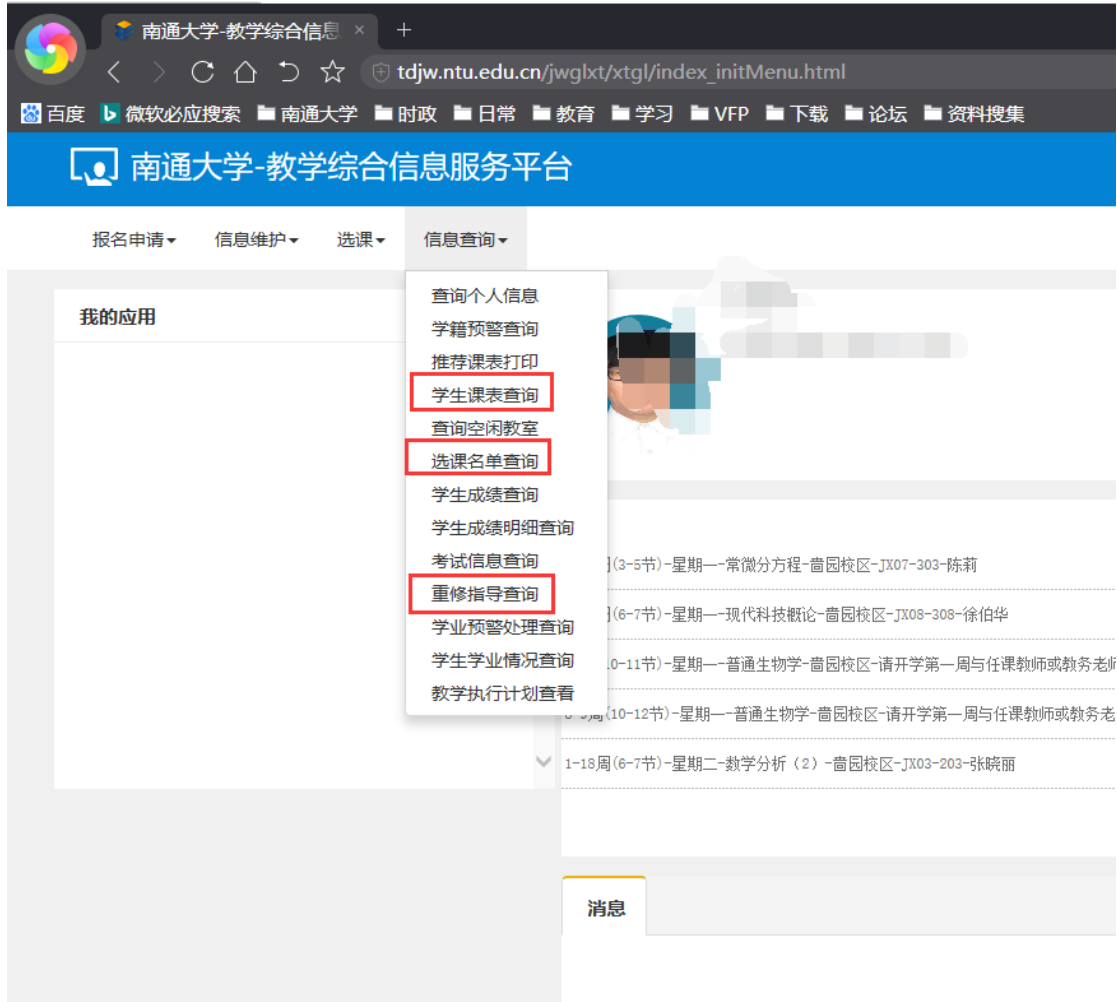 南通大学-教学综合信息
tdjw.ntu.edu.cn/jwglxt/xtgl/index_initMenu.html
百度 微软必应搜索 南通大学 时政 日常 教育 学习 VFP 下载 论坛 资料搜集
南通大学-教学综合信息服务平台
报名申请 信息维护 选课 信息查询
我的应用
查询个人信息
学籍预警查询
推荐课表打印
学生课表查询
查询空闲教室
选课名单查询
学生成绩查询
学生成绩明细查询
考试信息查询
重修指导查询
学业预警处理查询
学生学业情况查询
教学执行计划查看
(3-5节)-星期一-常微分方程-啬园校区-JX07-303-陈莉
(6-7节)-星期一-现代科技概论-啬园校区-JX08-308-徐伯华
0-11节)-星期一-普通生物学-啬园校区-请开学第一周与任课教师或教务老师
(10-12节)-星期一-普通生物学-啬园校区-请开学第一周与任课教师或教务老
1-18周(6-7节)-星期二-数学分析（2）-啬园校区-JX03-203-张晓丽
消息